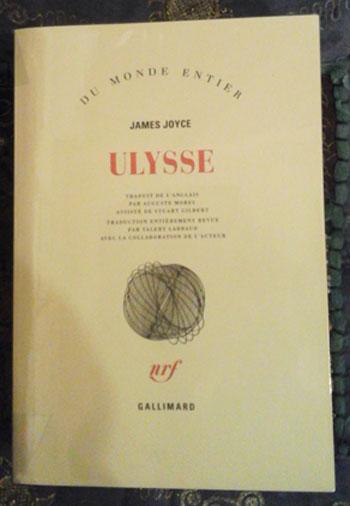 DU MONDE ENTIER
JAMES JOYCE
ULYSSE
TRADUIT DE L'ANGLAIS
PAR AUGUSTE MOREL
ASSISTÉ DE STUART GILBERT
TRADUCTION ENTIÈREMENT REVUE
PAR VALERY LARBAUD
AVEC LA COLLABORATION DE L'AUTEUR
nrf
GALLIMARD